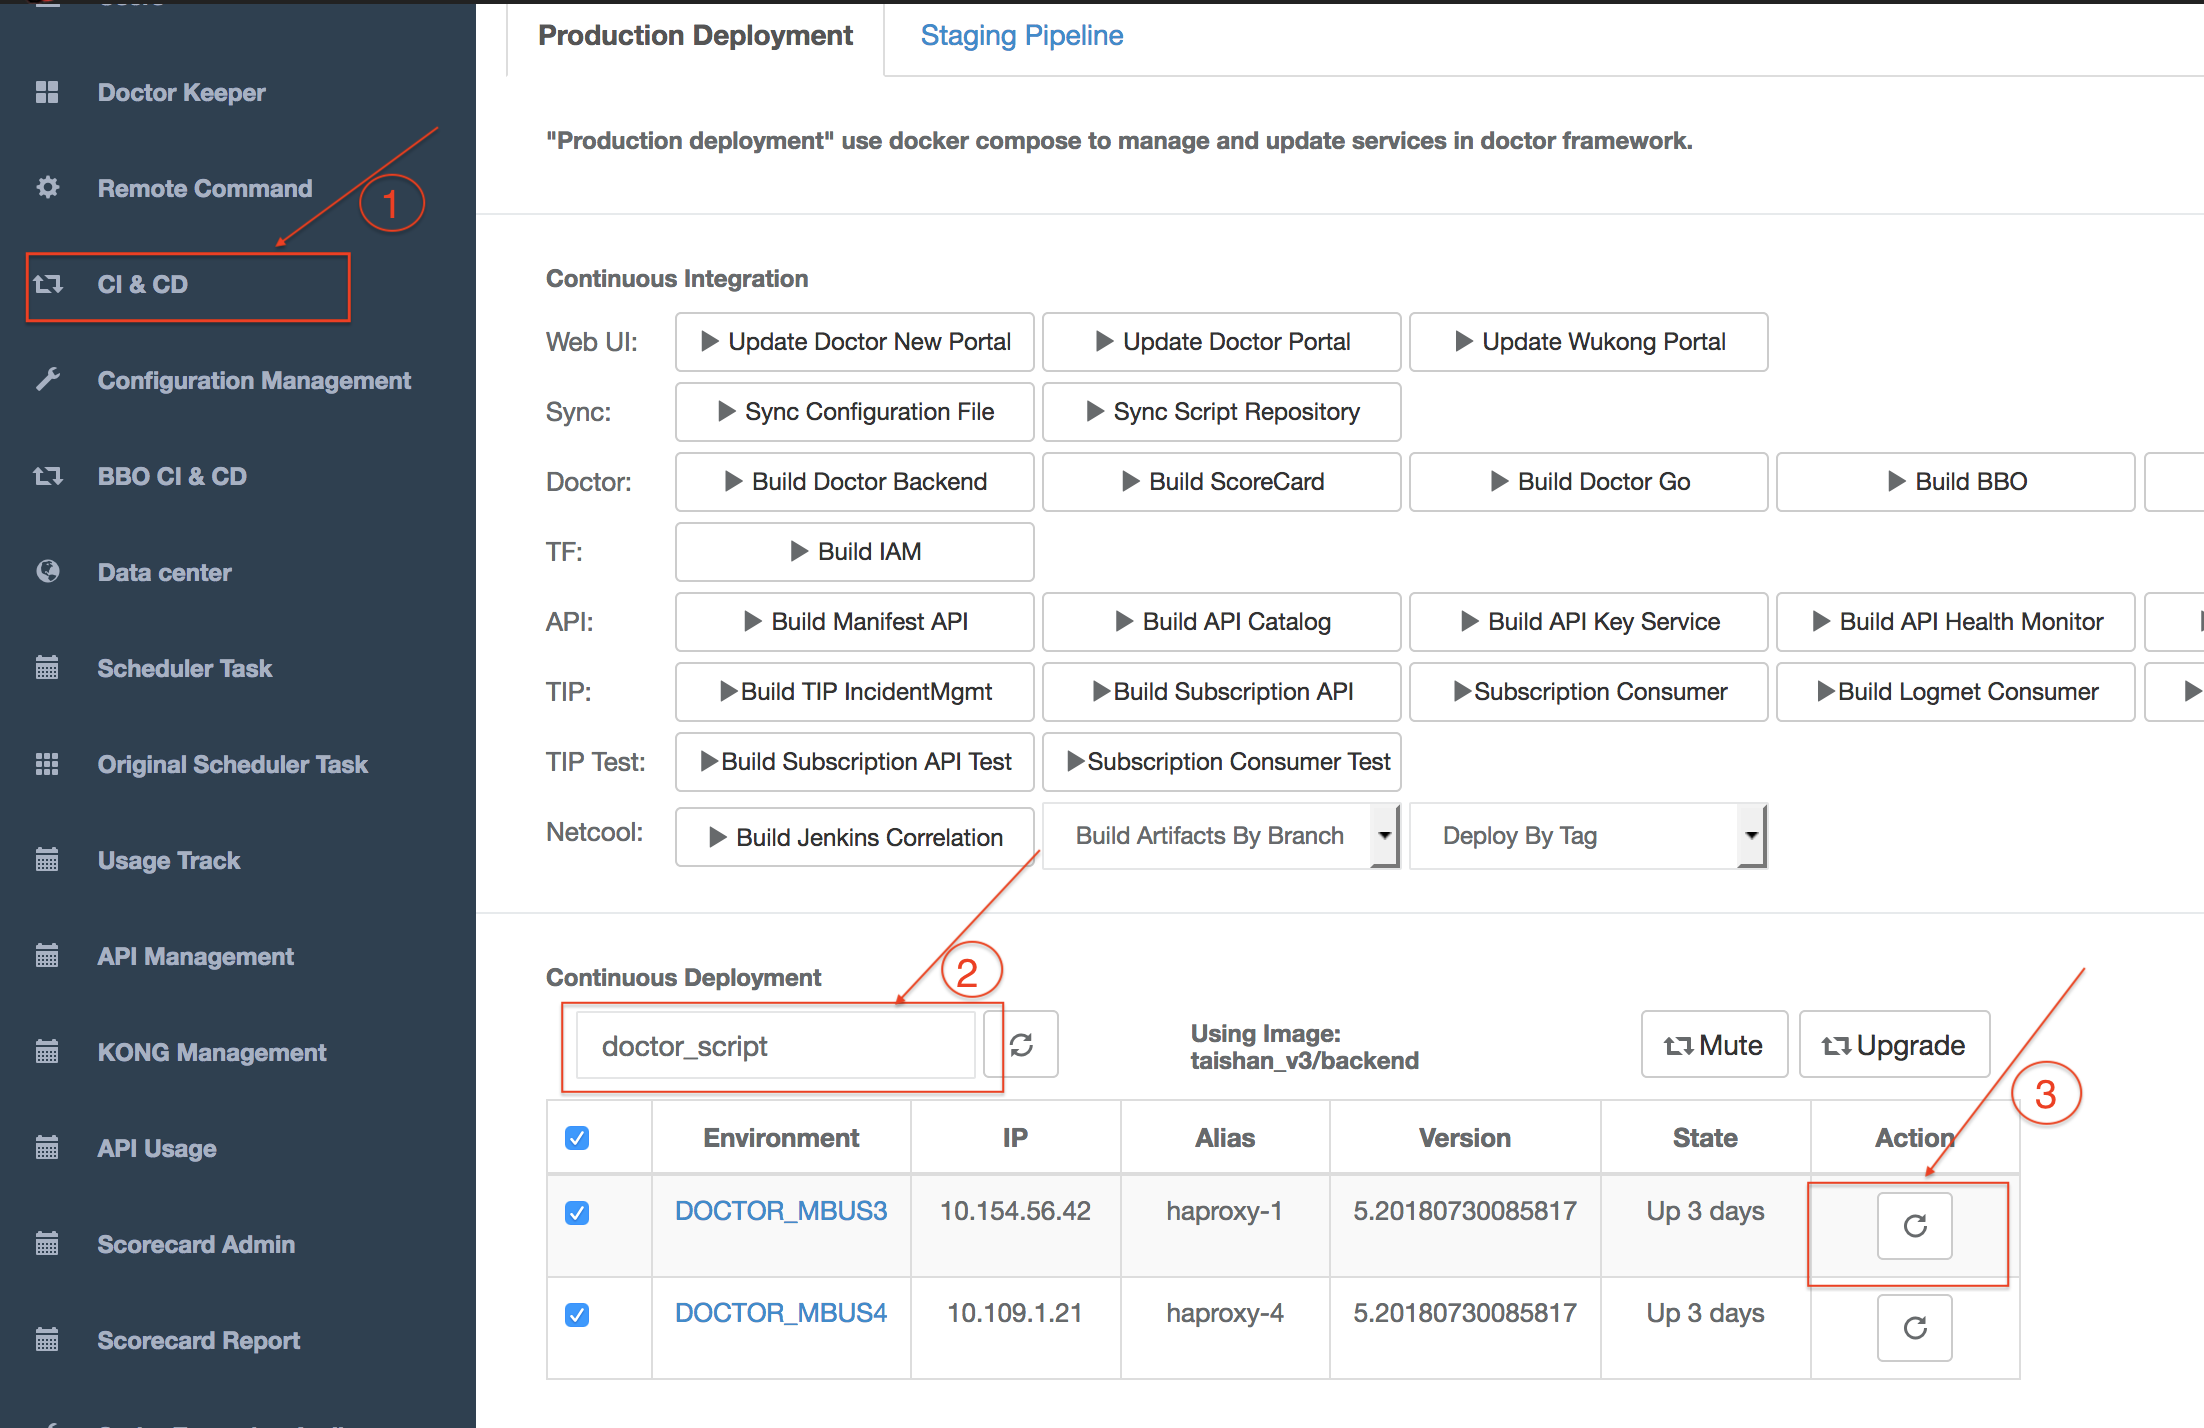 Doctor Keeper
Remote Command
1
CI & CD
Configuration Management
BBO CI & CD
Data center
Scheduler Task
Original Scheduler Task
Usage Track
API Management
KONG Management
API Usage
Scorecard Admin
Scorecard Report
Production Deployment
Staging Pipeline
"Production deployment" use docker compose to manage and update services in doctor framework.
Continuous Integration
Web UI: Update Doctor New Portal Update Doctor Portal Update Wukong Portal
Sync: Sync Configuration File Sync Script Repository
Doctor: Build Doctor Backend Build ScoreCard Build Doctor Go Build BBO
TF: Build IAM
API: Build Manifest API Build API Catalog Build API Key Service Build API Health Monitor
TIP: Build TIP IncidentMgmt Build Subscription API Subscription Consumer Build Logmet Consumer
TIP Test: Build Subscription API Test Subscription Consumer Test
Netcool: Build Jenkins Correlation Build Artifacts By Branch Deploy By Tag
Continuous Deployment
2
doctor_script
Using Image:
taishan_v3/backend
Mute
Upgrade
3
Environment IP Alias Version State Action
DOCTOR_MBUS3 10.154.56.42 haproxy-1 5.20180730085817 Up 3 days
DOCTOR_MBUS4 10.109.1.21 haproxy-4 5.20180730085817 Up 3 days